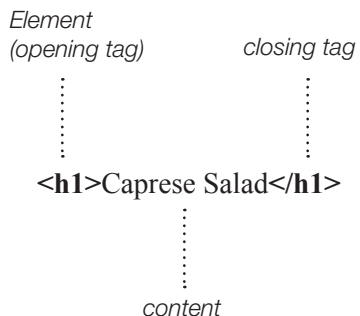 Element
(opening tag)
closing tag
<h1>Caprese Salad</h1>
content